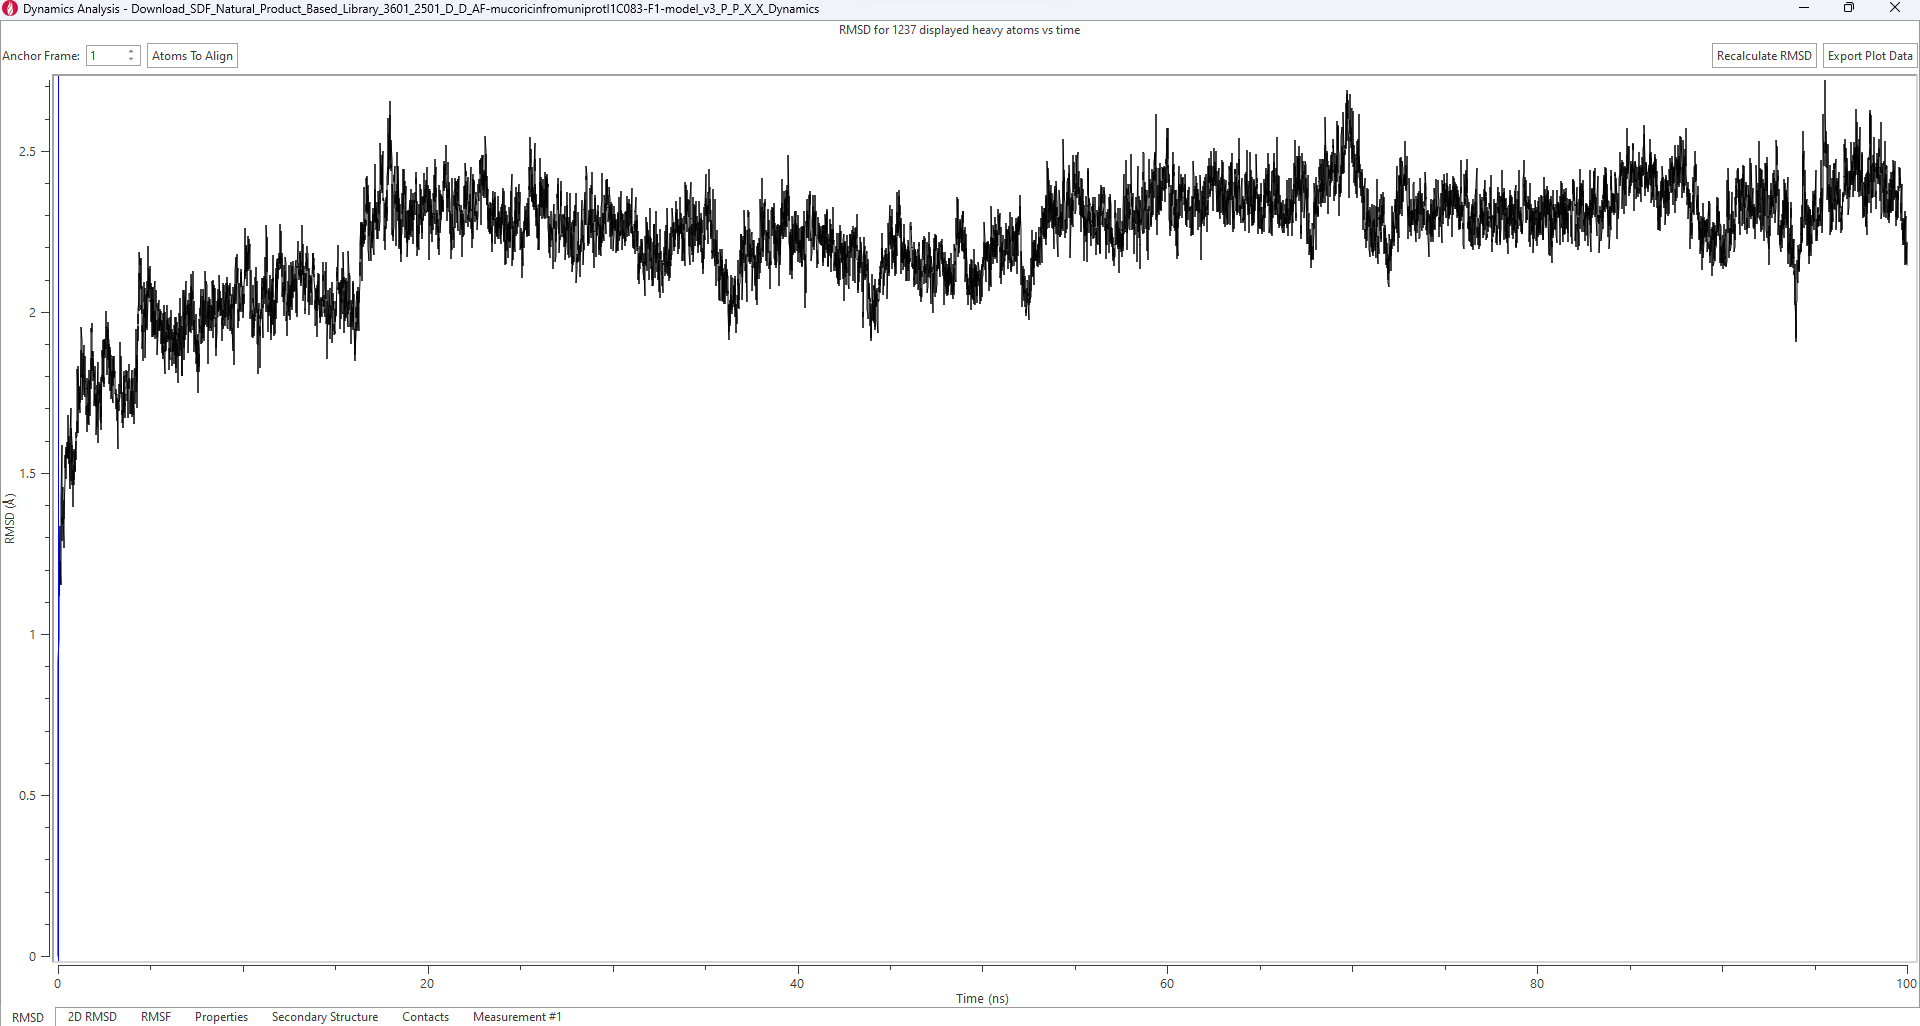 Dynamics Analysis - Download_SDF_Natural_Product_Based_Library_3601_2501_D_D_AF-mucoricinfromuniprotI1C083-F1-model_v3_P_P_X_X_Dynamics
RMSD for 1237 displayed heavy atoms vs time
Anchor Frame: 1 Atoms To Align Recalculate RMSD Export Plot Data
2.5
2
1.5
RMSD (Å)
1
0.5
0
0 20 40 60 80 100
Time (ns)
RMSD 2D RMSD RMSF Properties Secondary Structure Contacts Measurement #1